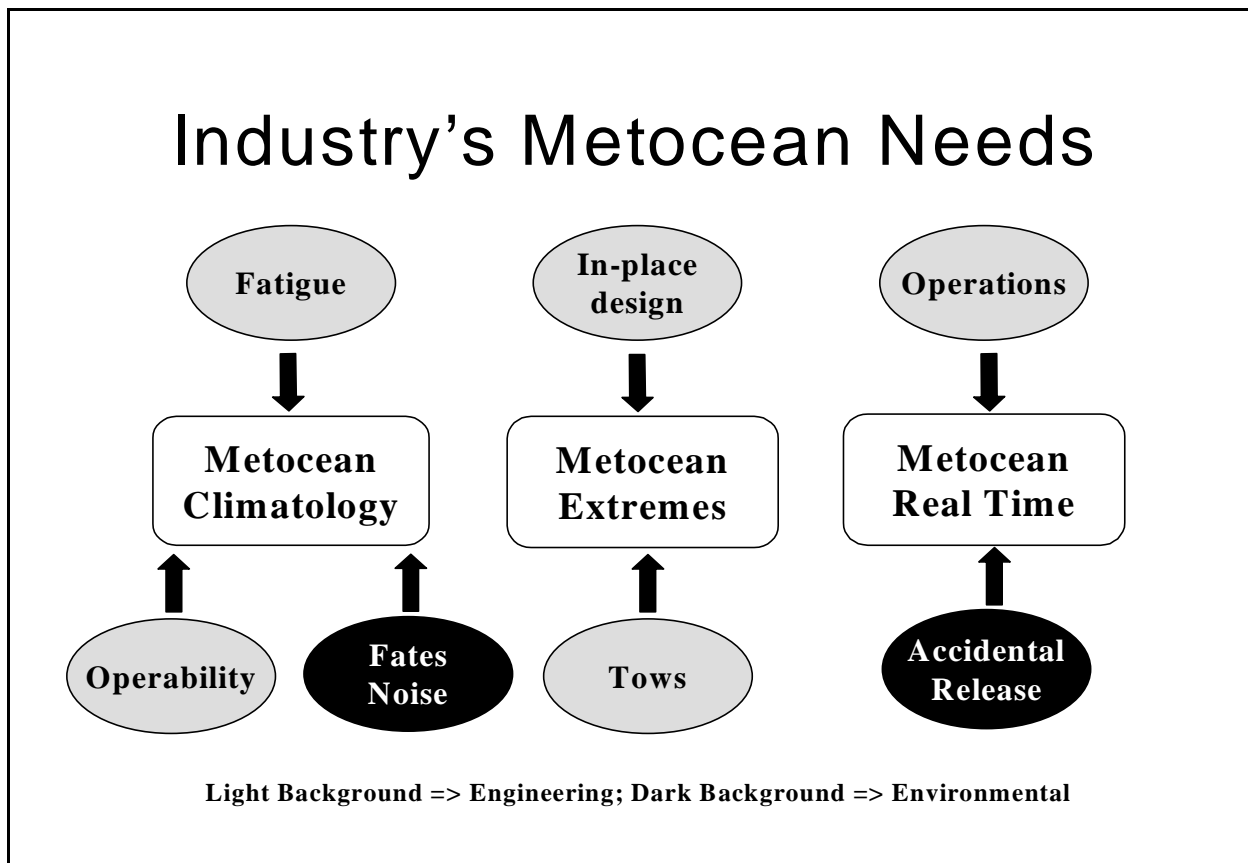 Industry’s Metocean Needs
Fatigue
In-place
design
Operations
Metocean
Climatology
Metocean
Extremes
Metocean
Real Time
Operability
Fates
Noise
Tows
Accidental
Release
Light Background => Engineering; Dark Background => Environmental